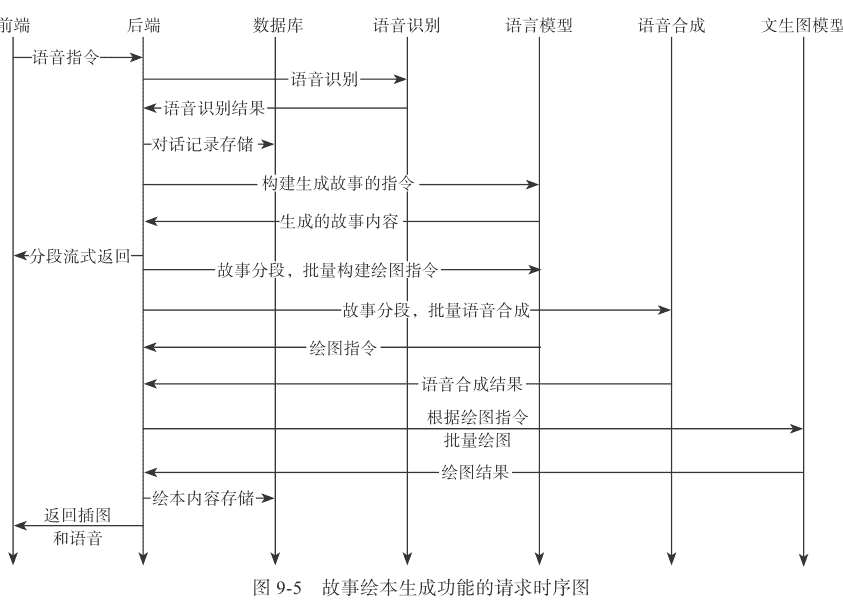 前端 后端 数据库 语音识别 语言模型 语音合成 文生图模型
语音指令
语音识别
语音识别结果
对话记录存储
构建生成故事的指令
生成的故事内容
分段流式返回
故事分段，批量构建绘图指令
故事分段，批量语音合成
绘图指令
语音合成结果
根据绘图指令
批量绘图
绘图结果
绘本内容存储
返回插图
和语音
图 9-5 故事绘本生成功能的请求时序图